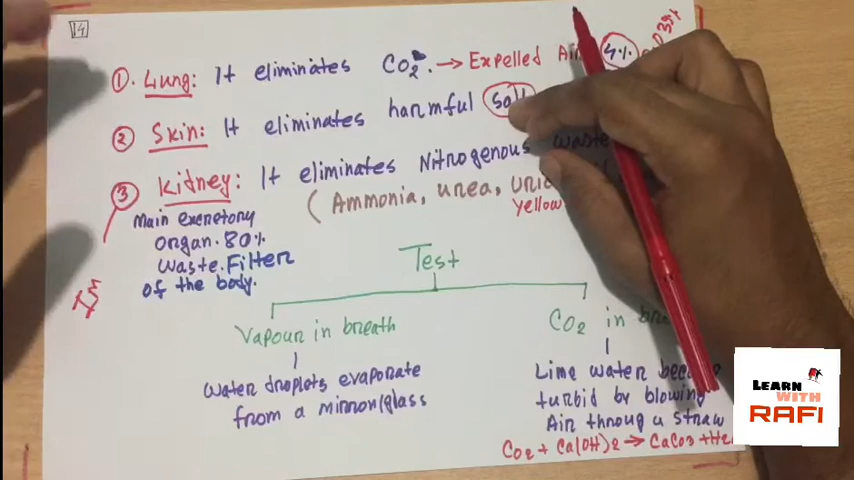 14
① Lung: It eliminates CO2. → Expelled Air 4%
② Skin: It eliminates harmful salt
③ Kitney: It eliminates Nitrogenous waste
(Ammonia, urea, uric
yellow
Main excretory
organ. 80%
waste. Filter
of the body.
Test
Vapour in breath
CO2 in
Water droplets evaporate
from a mirror/glass
Lime water
turbid by blowing
Air throug a straw
CO2 + Ca(OH)2 → CaCO3 +
LEARN
WITH
RAFI